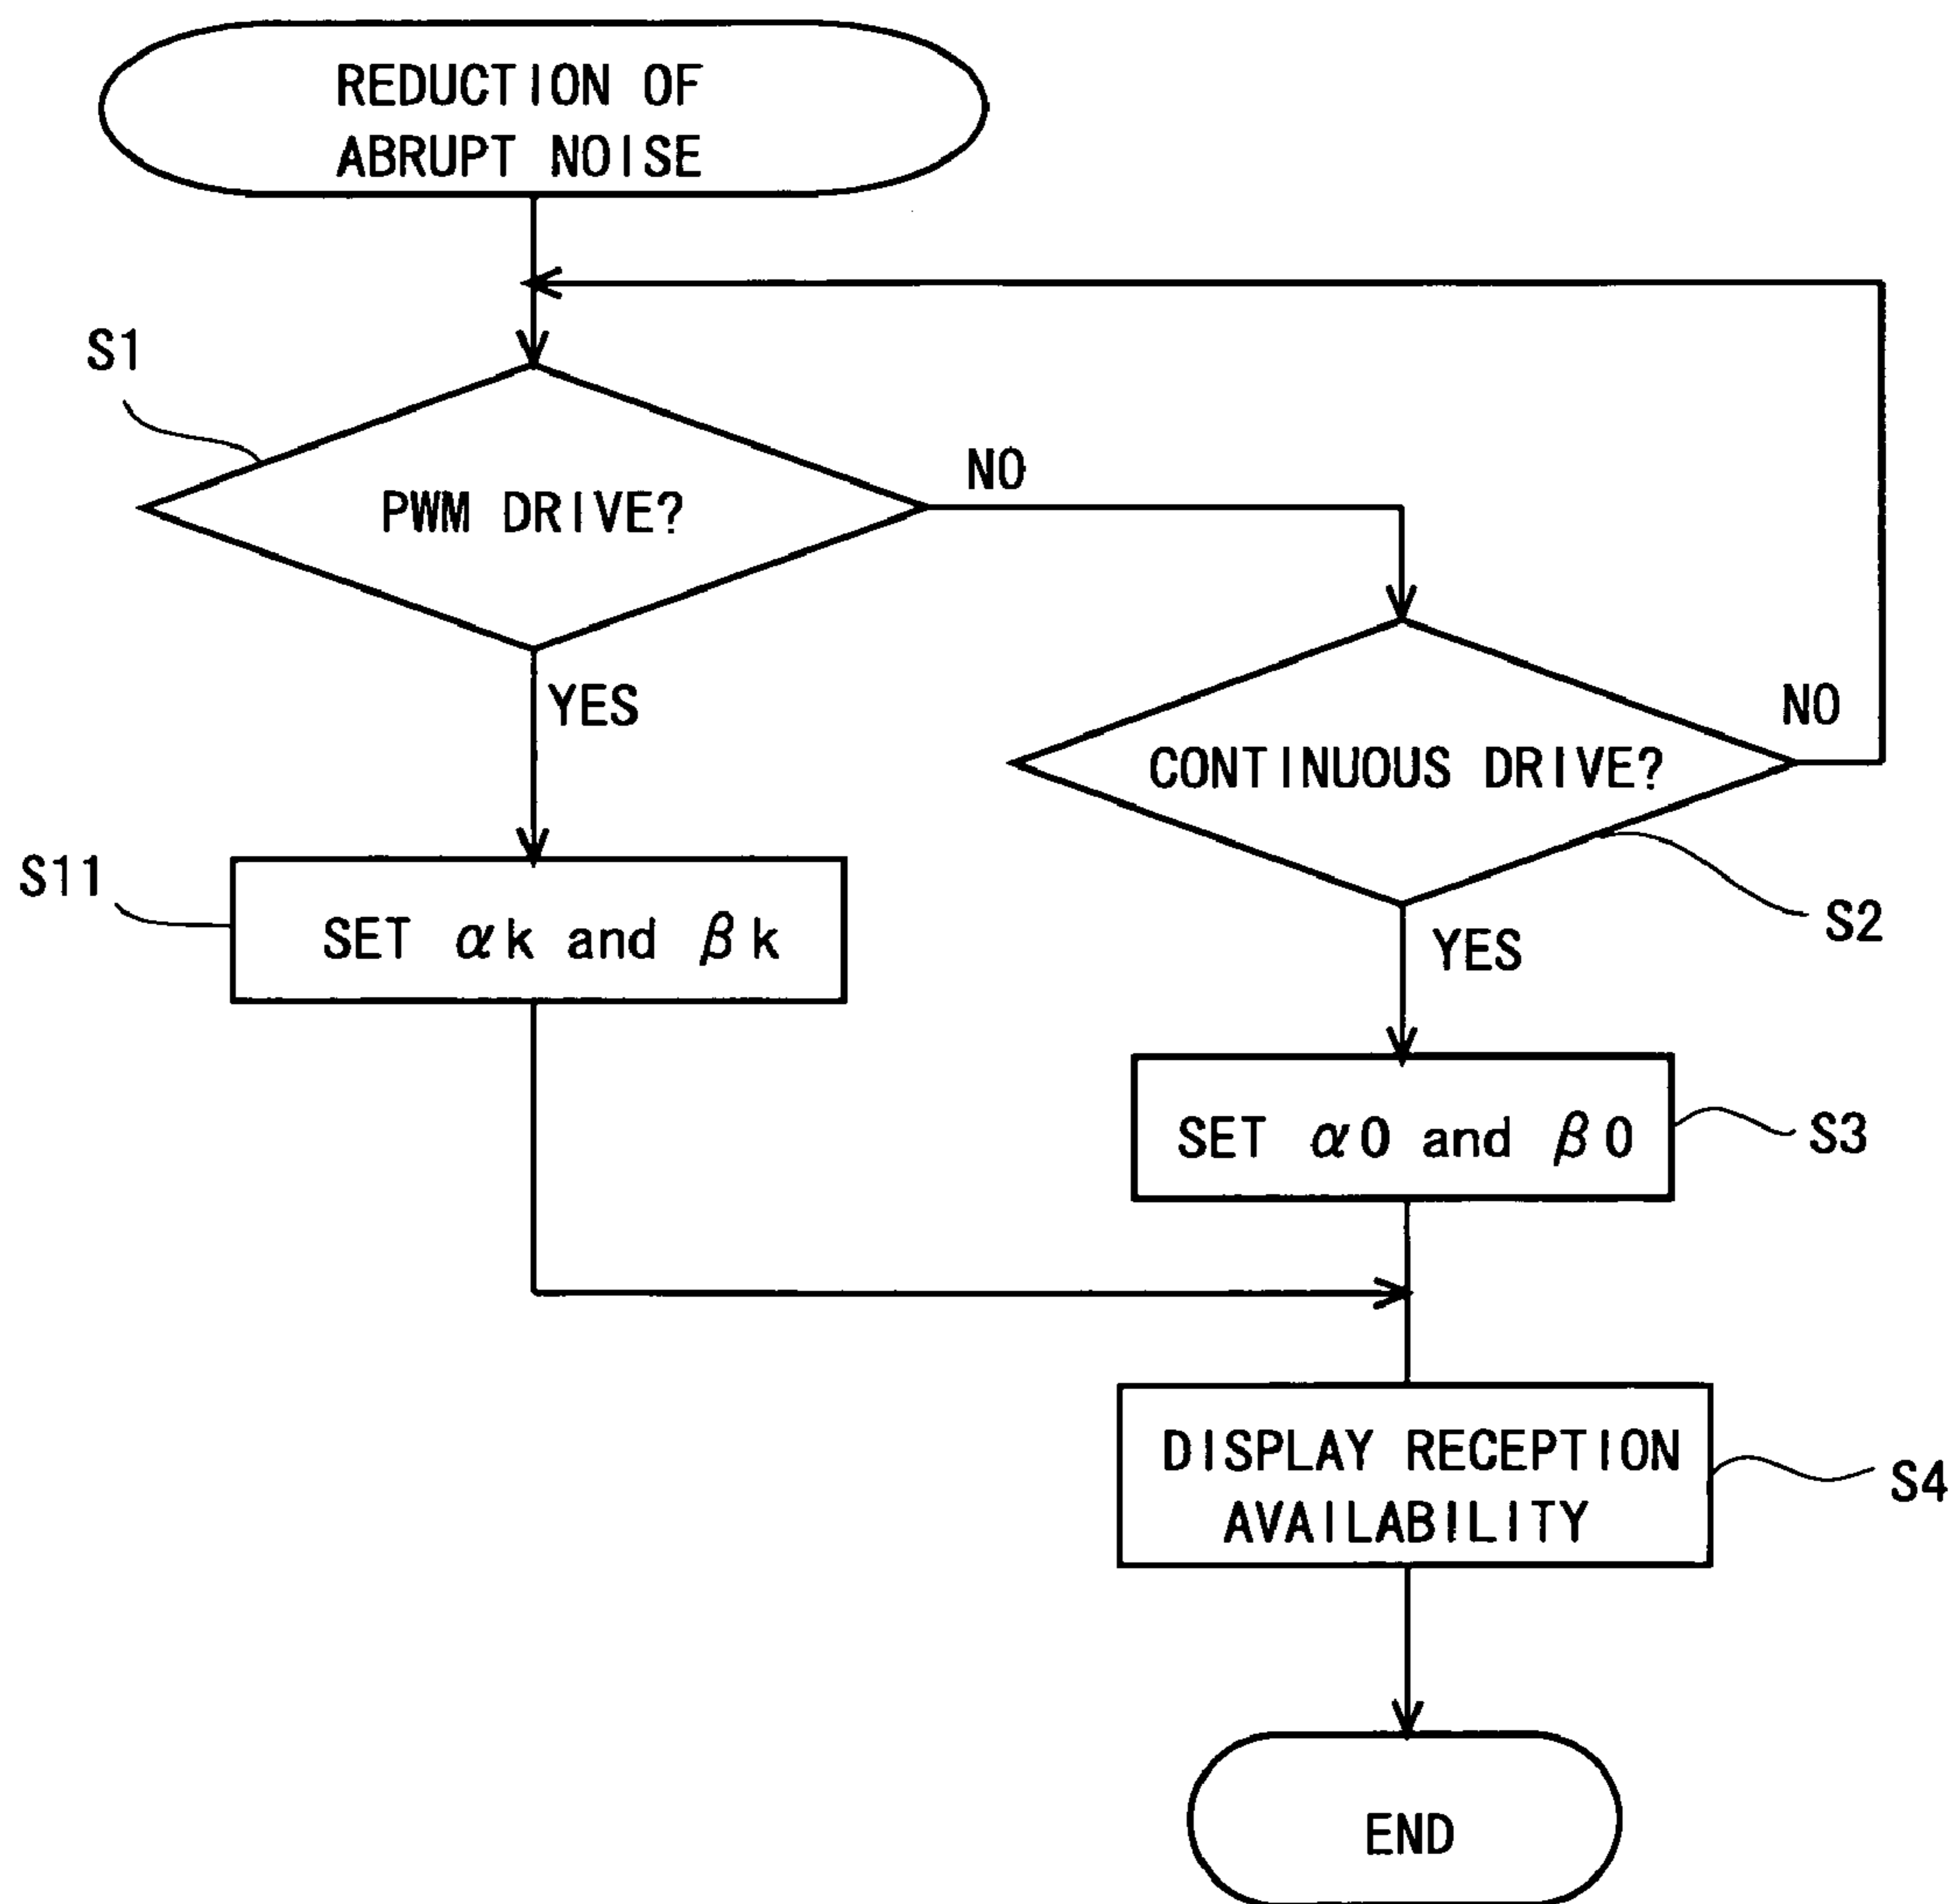 REDUCTION OF
ABRUPT NOISE
S1
PWM DRIVE?
NO
YES
CONTINUOUS DRIVE?
NO
S2
YES
S11
SET αk and βk
SET α0 and β0
S3
DISPLAY RECEPTION
AVAILABILITY
S4
END